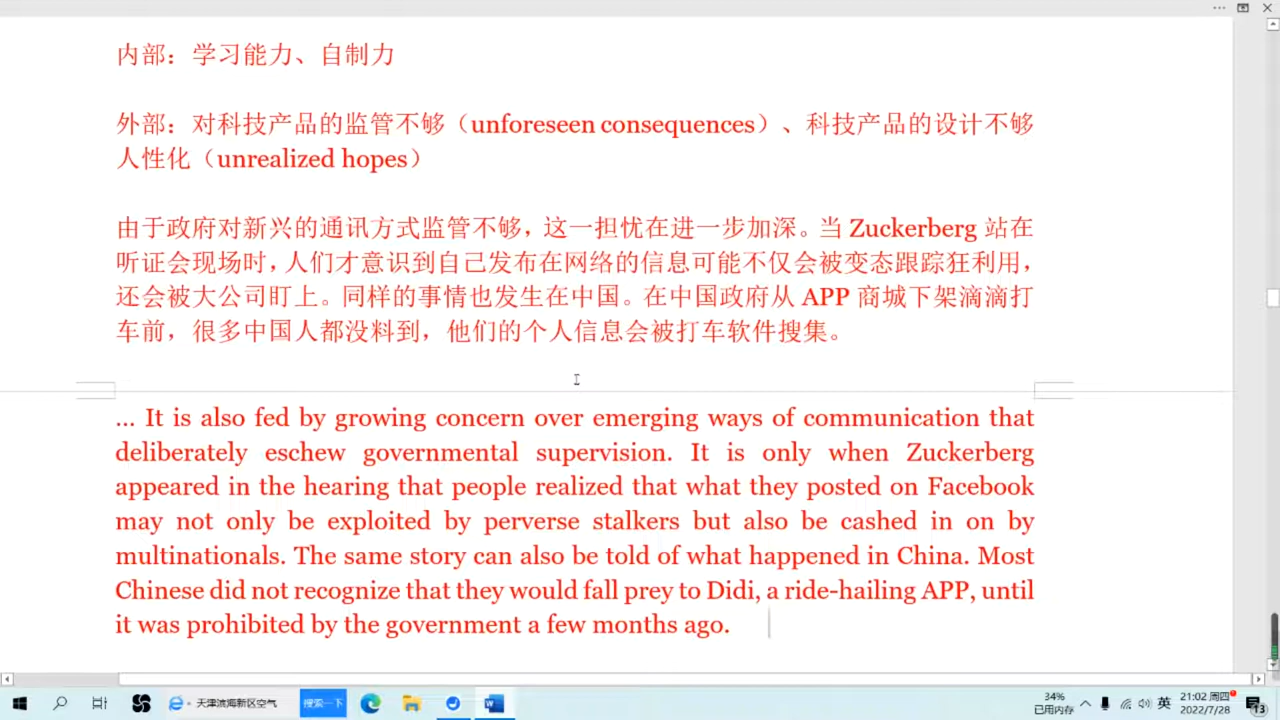 内部：学习能力、自制力
外部：对科技产品的监管不够（unforeseen consequences）、科技产品的设计不够
人性化（unrealized hopes）
由于政府对新兴的通讯方式监管不够，这一担忧在进一步加深。当 Zuckerberg 站在
听证会现场时，人们才意识到自己发布在网络的信息可能不仅会被变态跟踪狂利用，
还会被大公司盯上。同样的事情也发生在中国。在中国政府从 APP 商城下架滴滴打
车前，很多中国人都没料到，他们的个人信息会被打车软件搜集。
... It is also fed by growing concern over emerging ways of communication that
deliberately eschew governmental supervision. It is only when Zuckerberg
appeared in the hearing that people realized that what they posted on Facebook
may not only be exploited by perverse stalkers but also be cashed in on by
multinationals. The same story can also be told of what happened in China. Most
Chinese did not recognize that they would fall prey to Didi, a ride-hailing APP, until
it was prohibited by the government a few months ago.
天津滨海新区空气
搜索一下
34%
已用内存
英
21:02 周四
2022/7/28
13